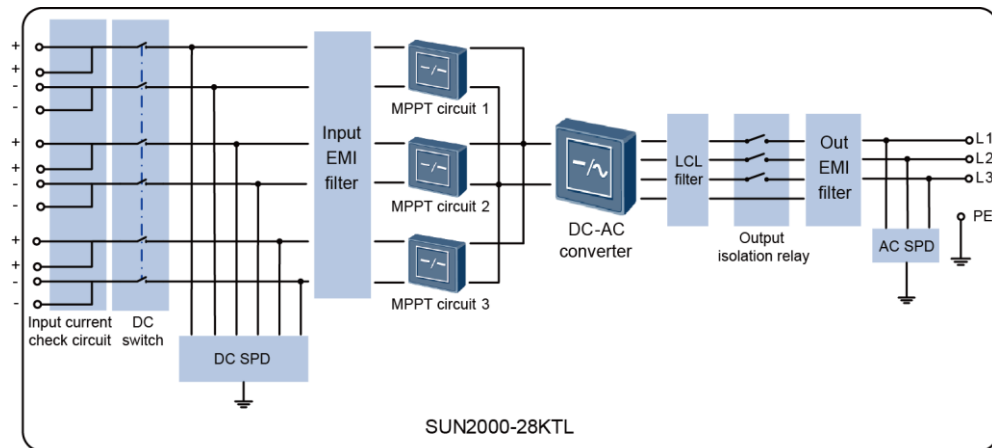 +
+
-
-
+
+
-
-
+
+
-
-
Input current
check circuit
DC
switch
DC SPD
Input
EMI
filter
MPPT circuit 1
MPPT circuit 2
MPPT circuit 3
DC-AC
converter
LCL
filter
Output
isolation relay
Out
EMI
filter
L1
L2
L3
PE
AC SPD
SUN2000-28KTL